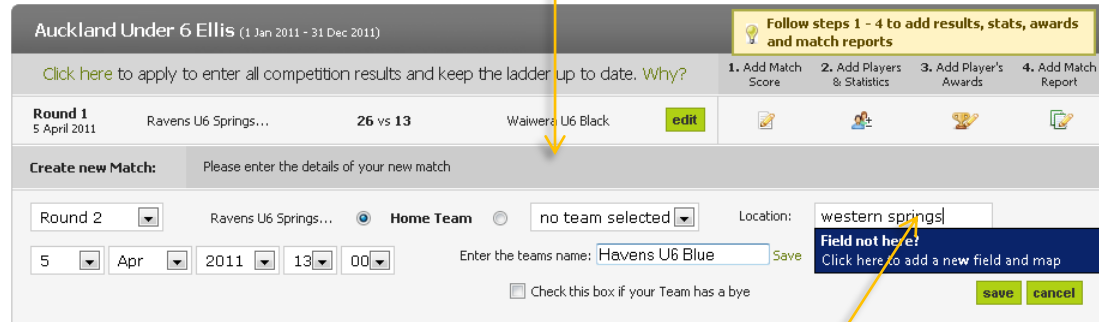 Auckland Under 6 Ellis (1 Jan 2011 - 31 Dec 2011)
Follow steps 1 - 4 to add results, stats, awards
and match reports
Click here to apply to enter all competition results and keep the ladder up to date. Why?
1. Add Match Score
2. Add Players & Statistics
3. Add Player's Awards
4. Add Match Report
Round 1
5 April 2011
Ravens U6 Springs... 26 vs 13 Waiwera U6 Black edit
Create new Match: Please enter the details of your new match
Round 2 Ravens U6 Springs... Home Team no team selected Location: western springs
Field not here?
Click here to add a new field and map
5 Apr 2011 13 00 Enter the teams name: Havens U6 Blue Save
Check this box if your Team has a bye
save cancel